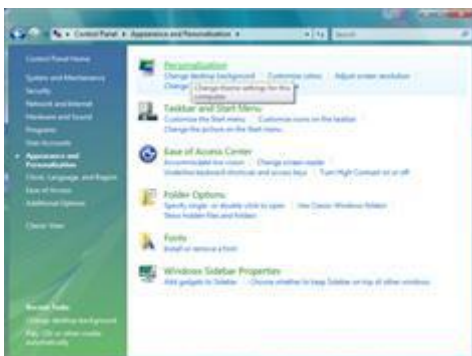 Control Panel ▸ Appearance and Personalization ▸
Search
Control Panel Home
System and Maintenance
Security
Network and Internet
Hardware and Sound
Programs
User Accounts
Appearance and
Personalization
Clock, Language, and Region
Ease of Access
Additional Options
Classic View
Recent Tasks
Change desktop background
Play CDs or other media
automatically
Personalization
Change desktop background
Customize colors
Adjust screen resolution
Change
Change theme settings for this
computer.
Taskbar and Start Menu
Customize the Start menu
Customize icons on the taskbar
Change the picture on the Start menu
Ease of Access Center
Accommodate low vision
Change screen reader
Underline keyboard shortcuts and access keys
Turn High Contrast on or off
Folder Options
Specify single- or double-click to open
Use Classic Windows folders
Show hidden files and folders
Fonts
Install or remove a font
Windows Sidebar Properties
Add gadgets to Sidebar
Choose whether to keep Sidebar on top of other windows